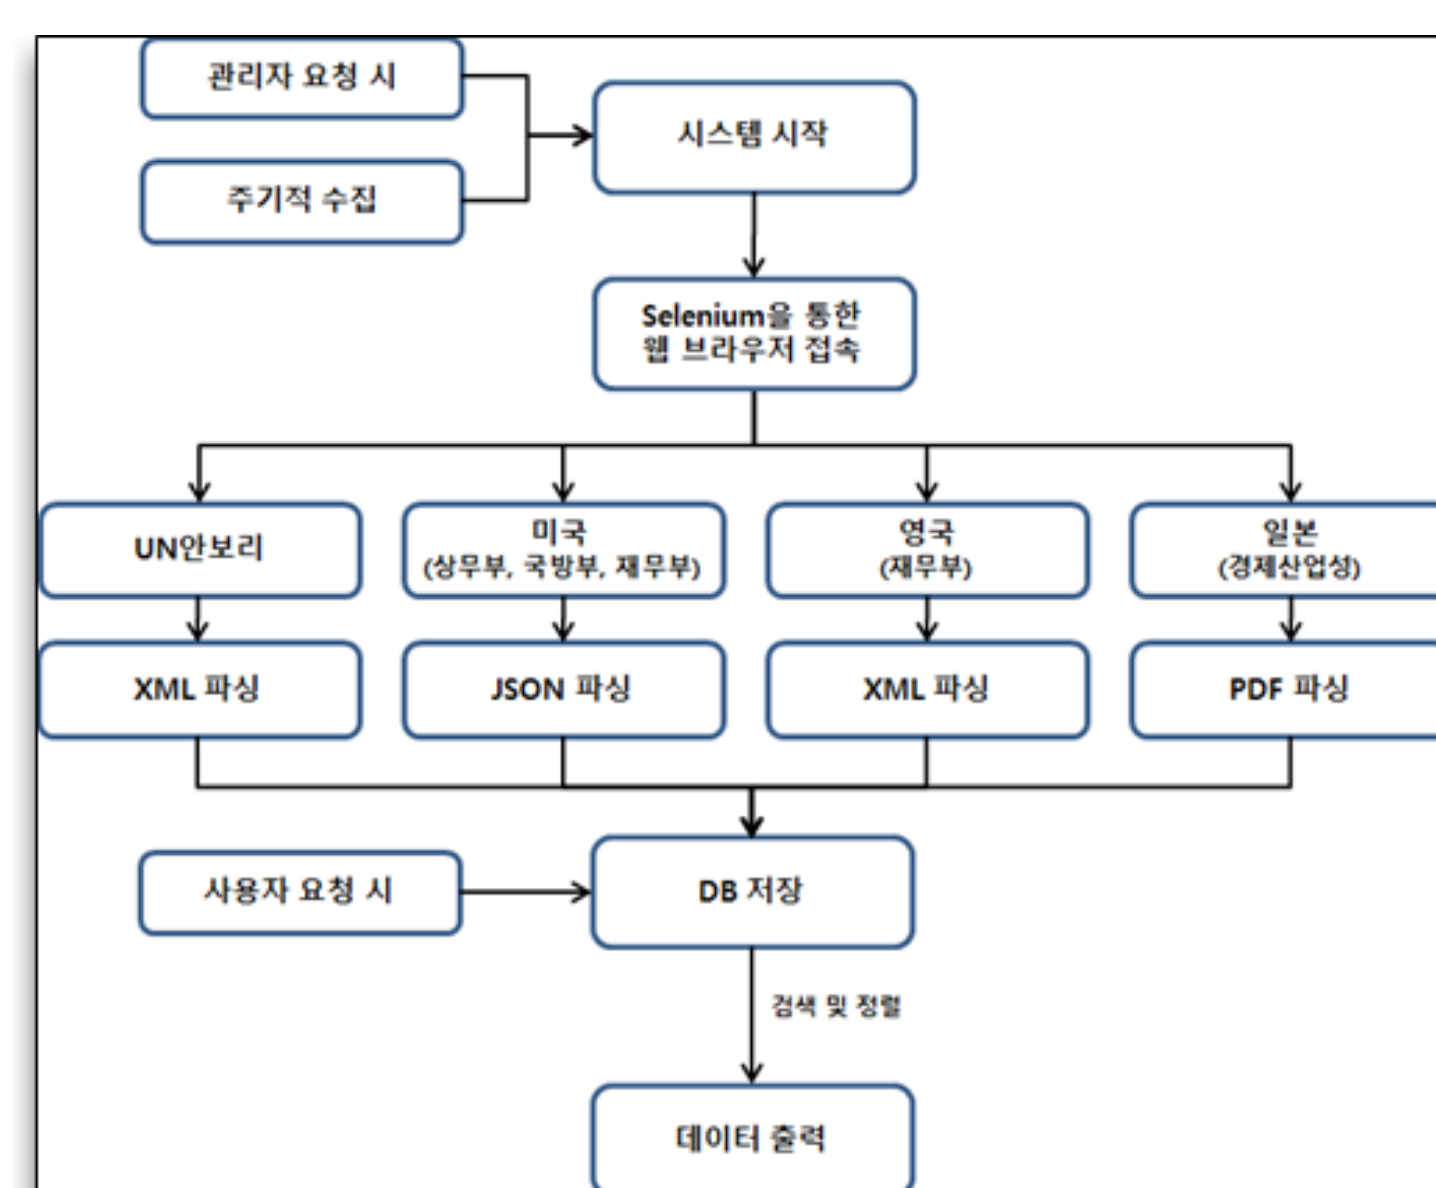 관리자 요청 시
시스템 시작
주기적 수집
Selenium을 통한
웹 브라우저 접속
UN안보리
미국
(상무부, 국방부, 재무부)
영국
(재무부)
일본
(경제산업성)
XML 파싱
JSON 파싱
XML 파싱
PDF 파싱
사용자 요청 시
DB 저장
검색 및 정렬
데이터 출력